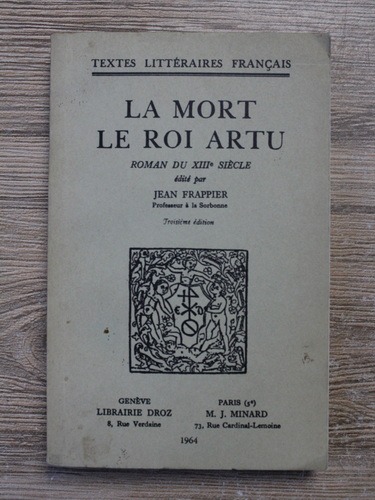 TEXTES LITTÉRAIRES FRANÇAIS
LA MORT
LE ROI ARTU
ROMAN DU XIIIᵉ SIÈCLE
édité par
JEAN FRAPPIER
Professeur à la Sorbonne
Troisième édition
E D
GENÈVE
LIBRAIRIE DROZ
8, Rue Verdaine
PARIS (5ᵉ)
M. J. MINARD
73, Rue Cardinal-Lemoine
1964